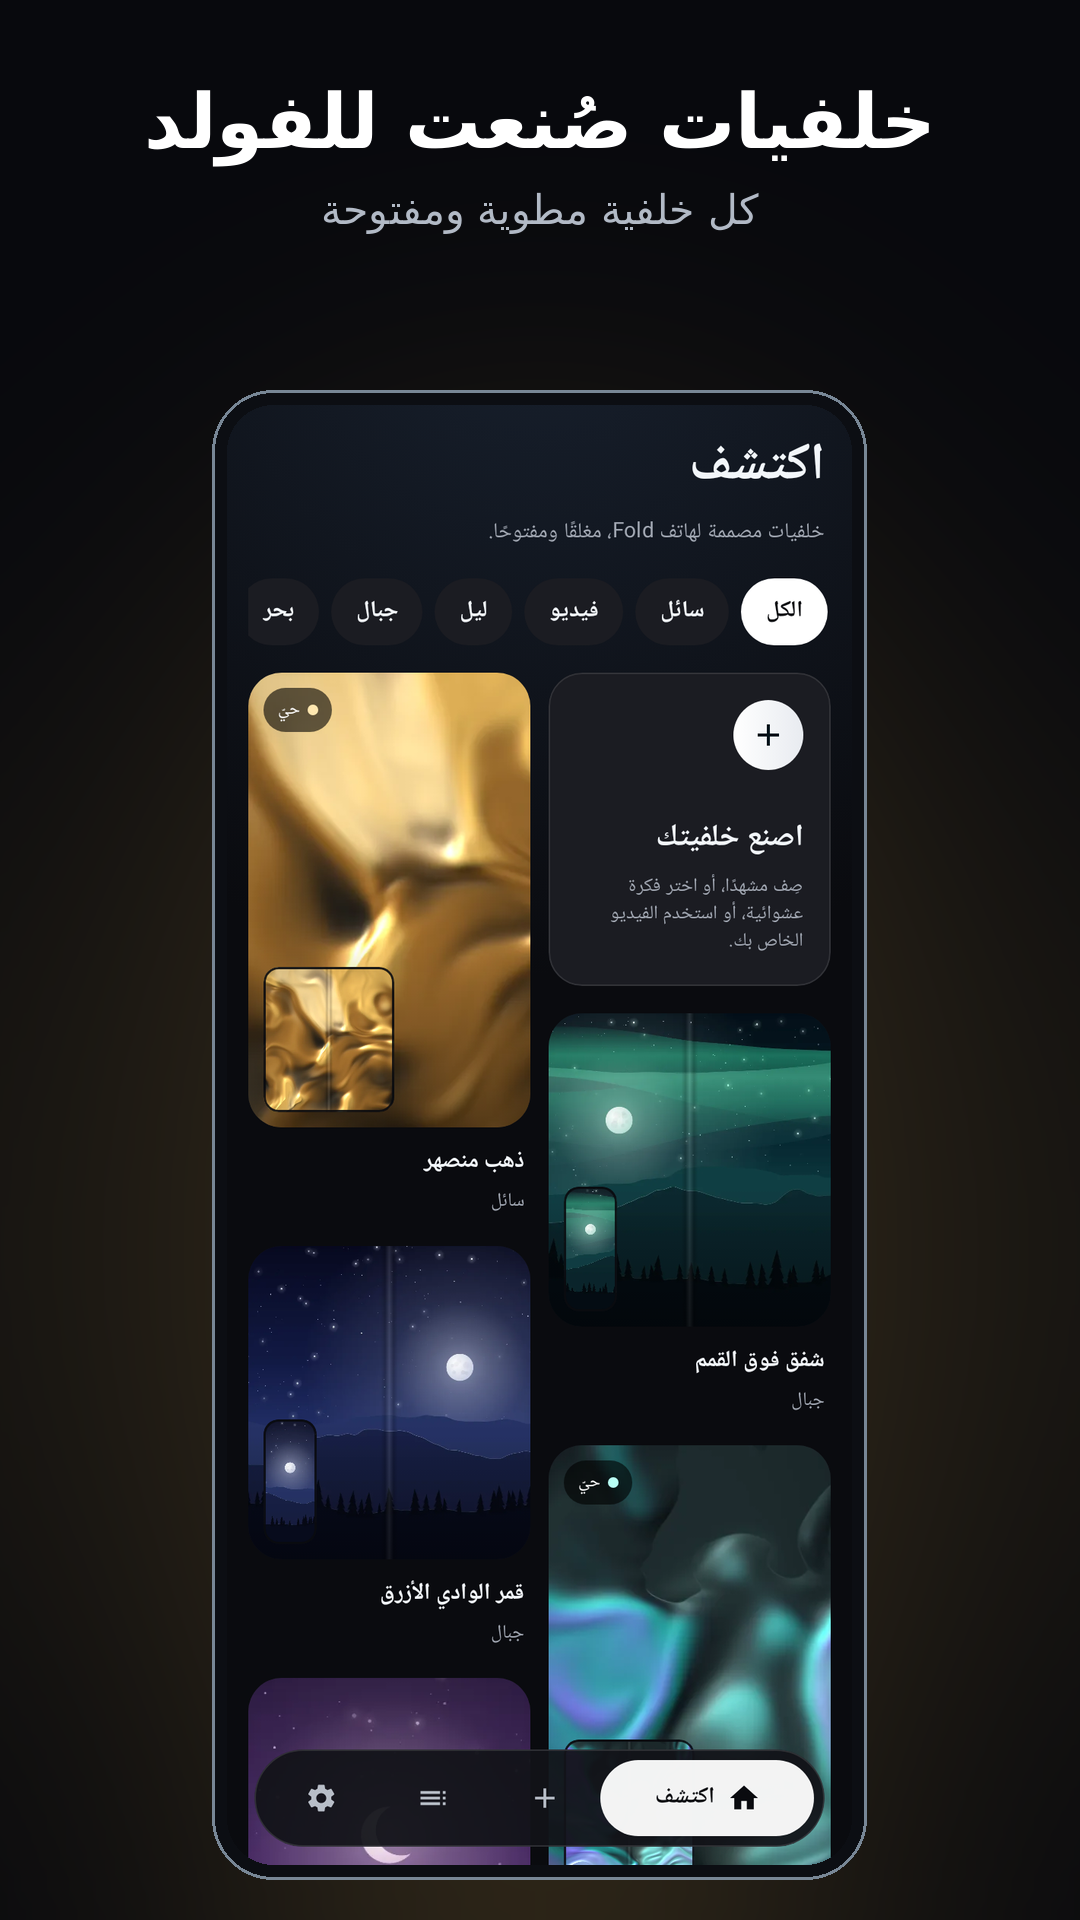 خلفيات صُنعت للفولد
كل خلفية مطوية ومفتوحة
اكتشف
خلفيات مصممة لهاتف Fold، مغلقًا ومفتوحًا.
الكل
سائل
فيديو
ليل
جبال
بحر
اصنع خلفيتك
صِف مشهدًا، أو اختر فكرة
عشوائية، أو استخدم الفيديو
الخاص بك.
حيّ
ذهب منصهر
سائل
شفق فوق القمم
جبال
قمر الوادي الأزرق
جبال
حيّ
اكتشف